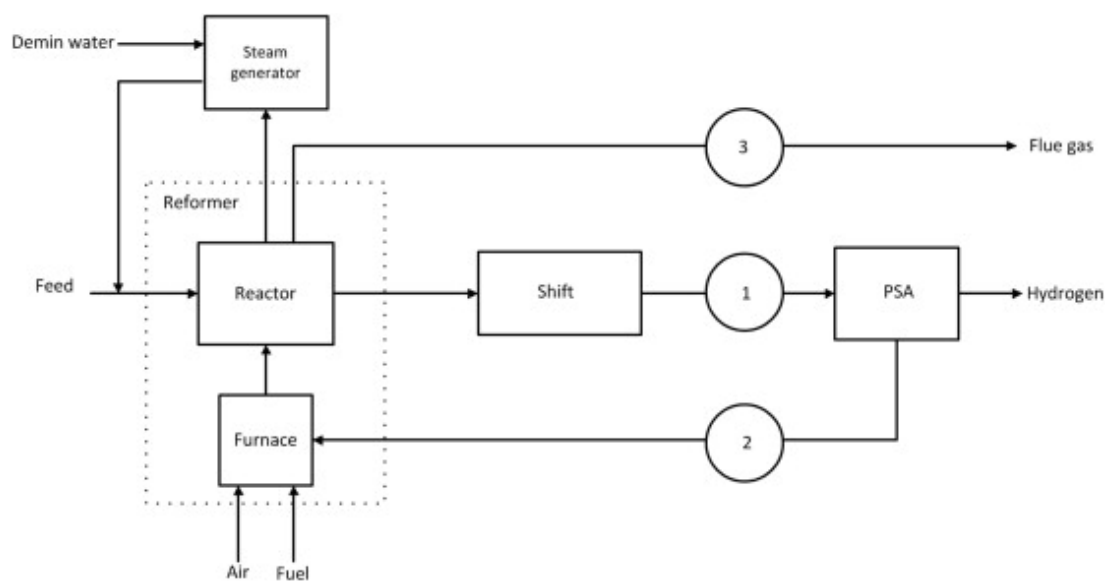 Demin water
Steam
generator
3
Flue gas
Reformer
Feed
Reactor
Shift
1
PSA
Hydrogen
Furnace
2
Air
Fuel